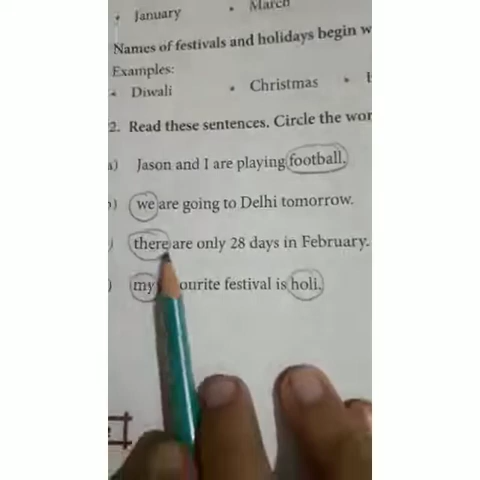 • January • March
Names of festivals and holidays begin
Examples:
• Diwali • Christmas •
2. Read these sentences. Circle the
) Jason and I are playing football.
) we are going to Delhi tomorrow.
) there are only 28 days in February.
) my ourite festival is holi.